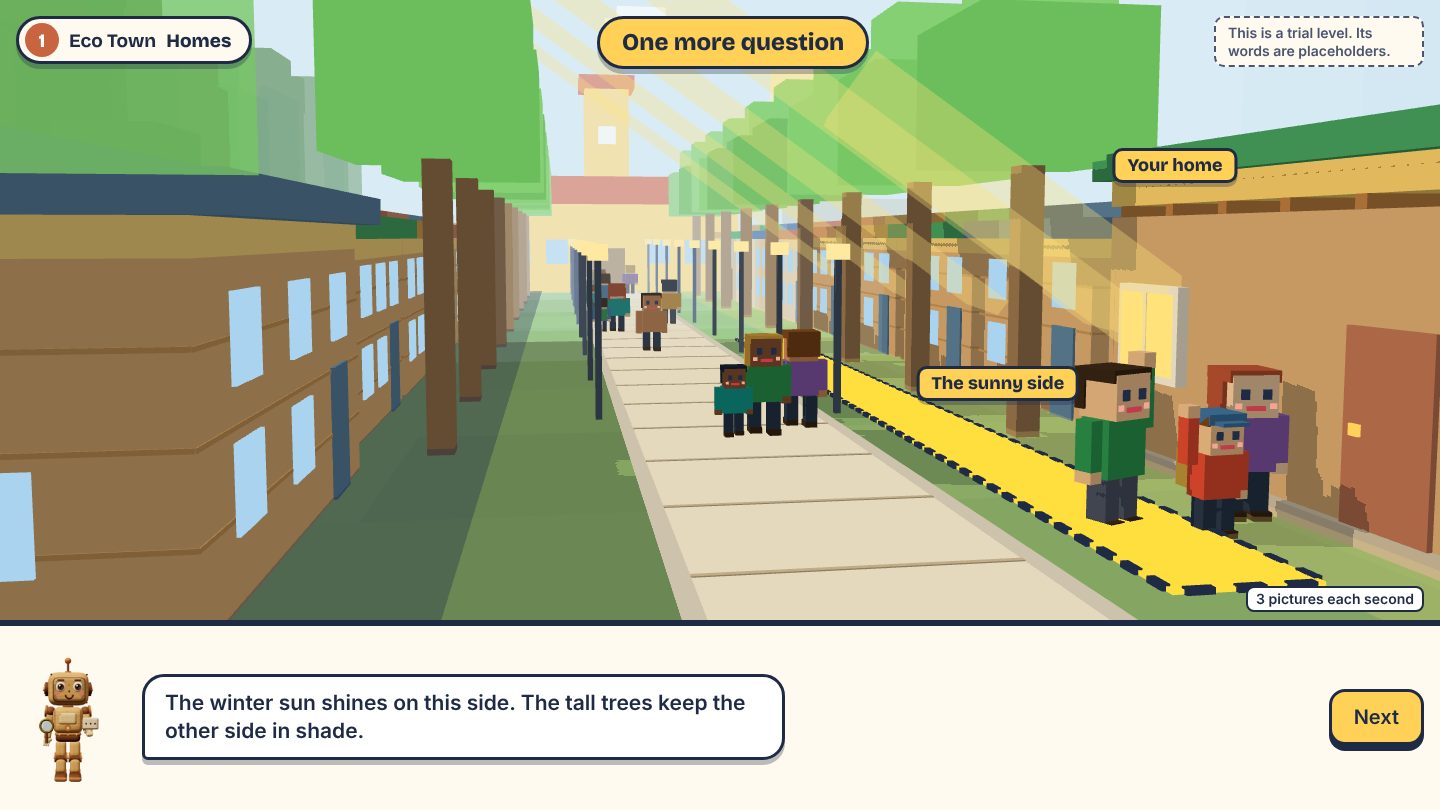 1 Eco Town Homes
One more question
This is a trial level. Its
words are placeholders.
Your home
The sunny side
3 pictures each second
The winter sun shines on this side. The tall trees keep the
other side in shade.
Next